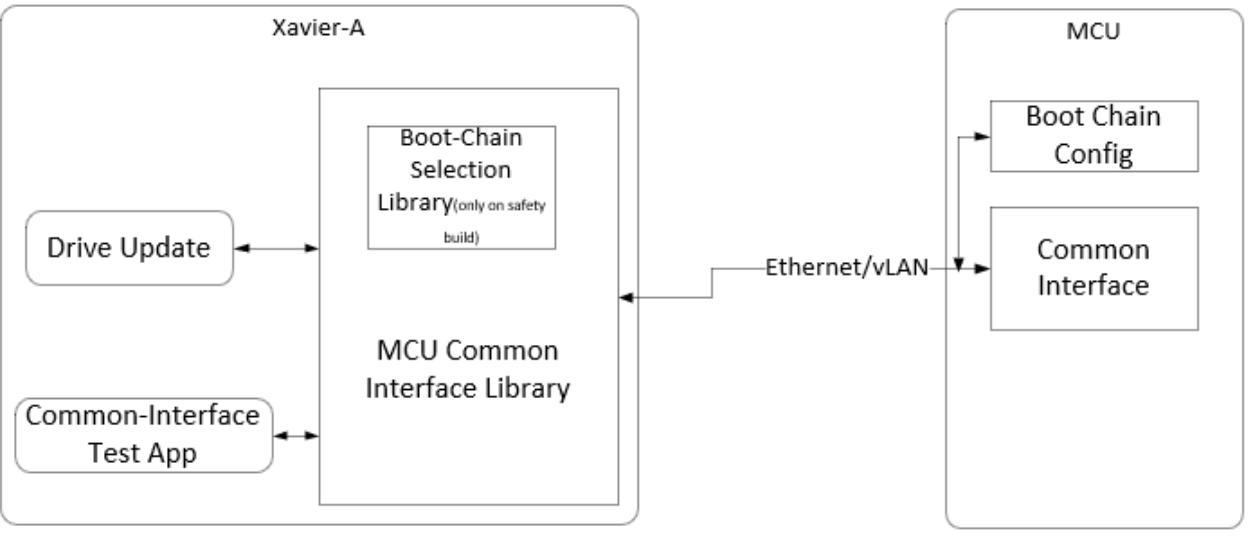 Xavier-A
Boot-Chain
Selection
Library(only on safety
build)
Drive Update
MCU Common
Interface Library
Common-Interface
Test App
Ethernet/vLAN
MCU
Boot Chain
Config
Common
Interface